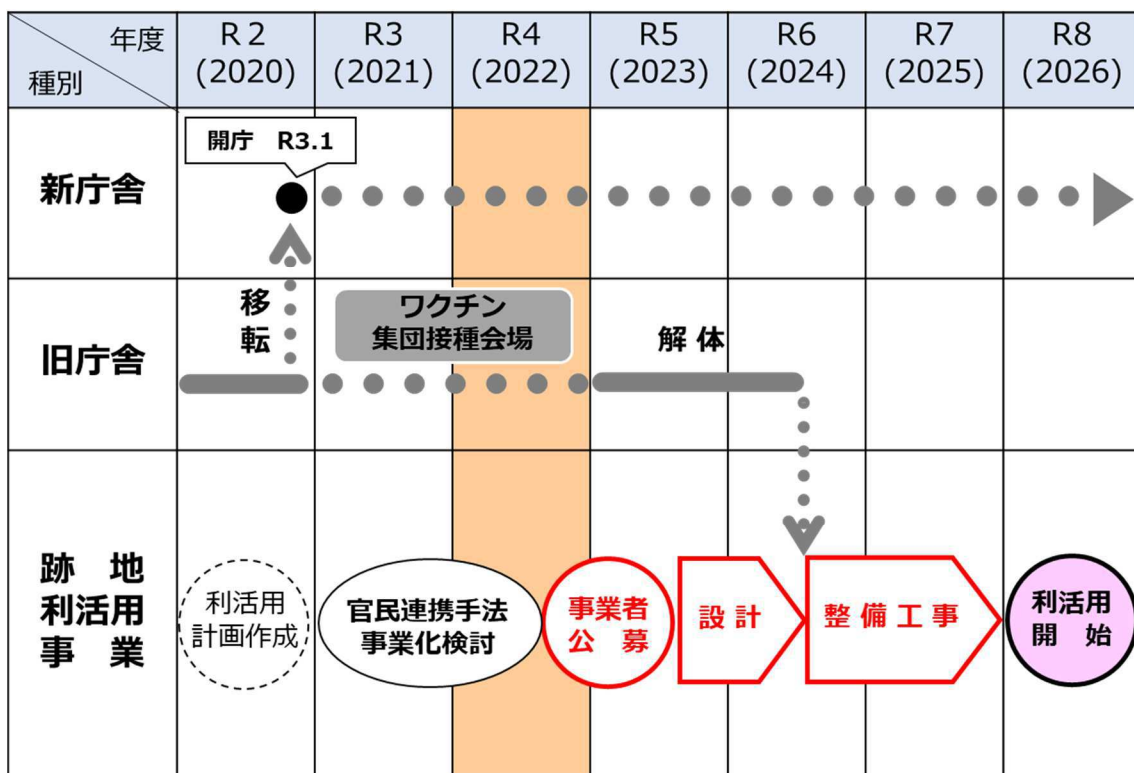 年度
種別
R 2
(2020)
R3
(2021)
R4
(2022)
R5
(2023)
R6
(2024)
R7
(2025)
R8
(2026)
新庁舎
開庁 R3.1
旧庁舎
移
転
ワクチン
集団接種会場
解 体
跡 地
利活用
事 業
利活用
計画作成
官民連携手法
事業化検討
事業者
公 募
設 計
整 備 工 事
利活用
開 始